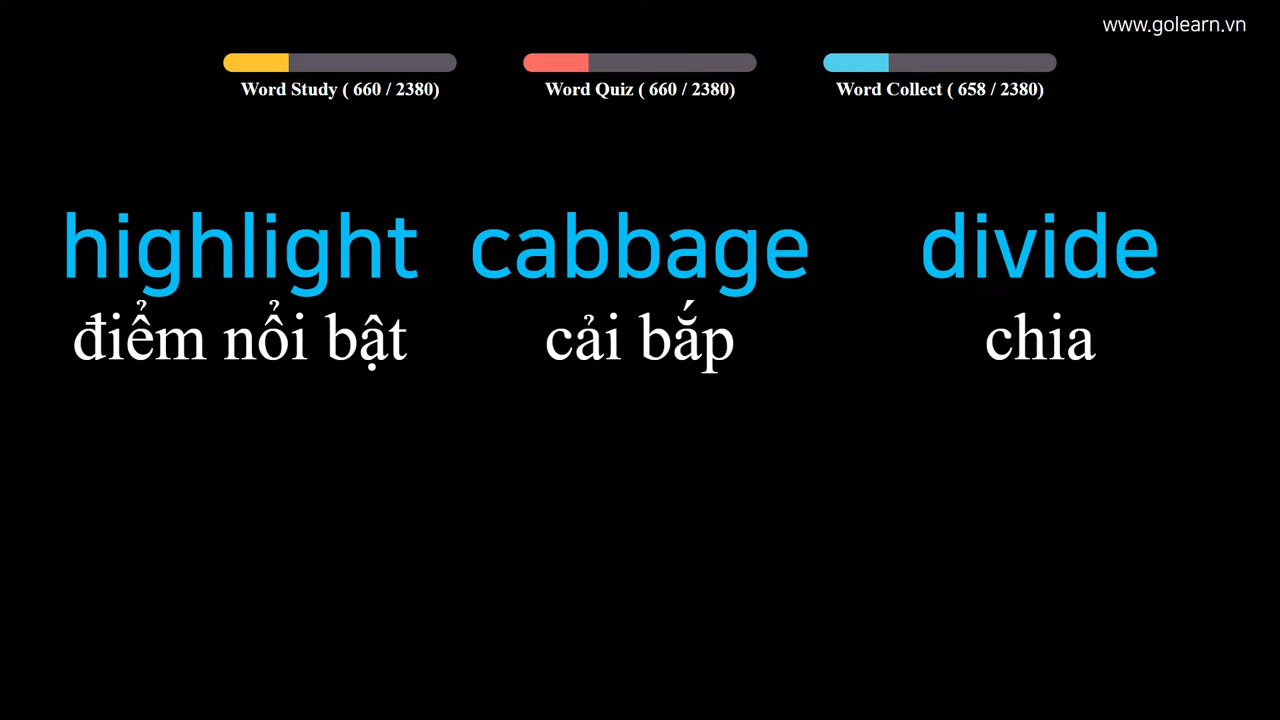 www.golearn.vn
Word Study ( 660 / 2380)
Word Quiz ( 660 / 2380)
Word Collect ( 658 / 2380)
highlight
điểm nổi bật
cabbage
cải bắp
divide
chia